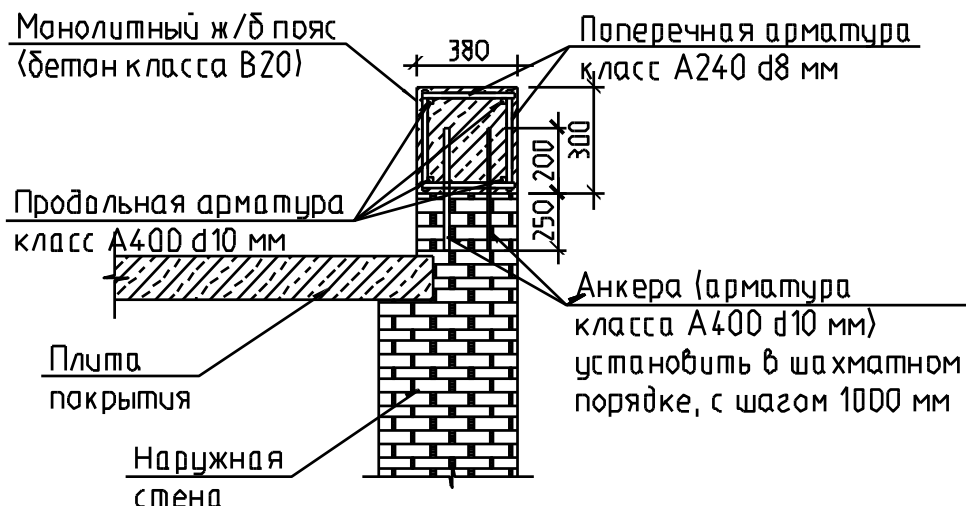 Монолитный ж/б пояс
(бетон класса В20)
380
Поперечная арматура
класс А240 d8 мм
300
200
250
Продольная арматура
класс А400 d10 мм
Анкера (арматура
класса А400 d10 мм)
установить в шахматном
порядке, с шагом 1000 мм
Плита
покрытия
Наружная
стена